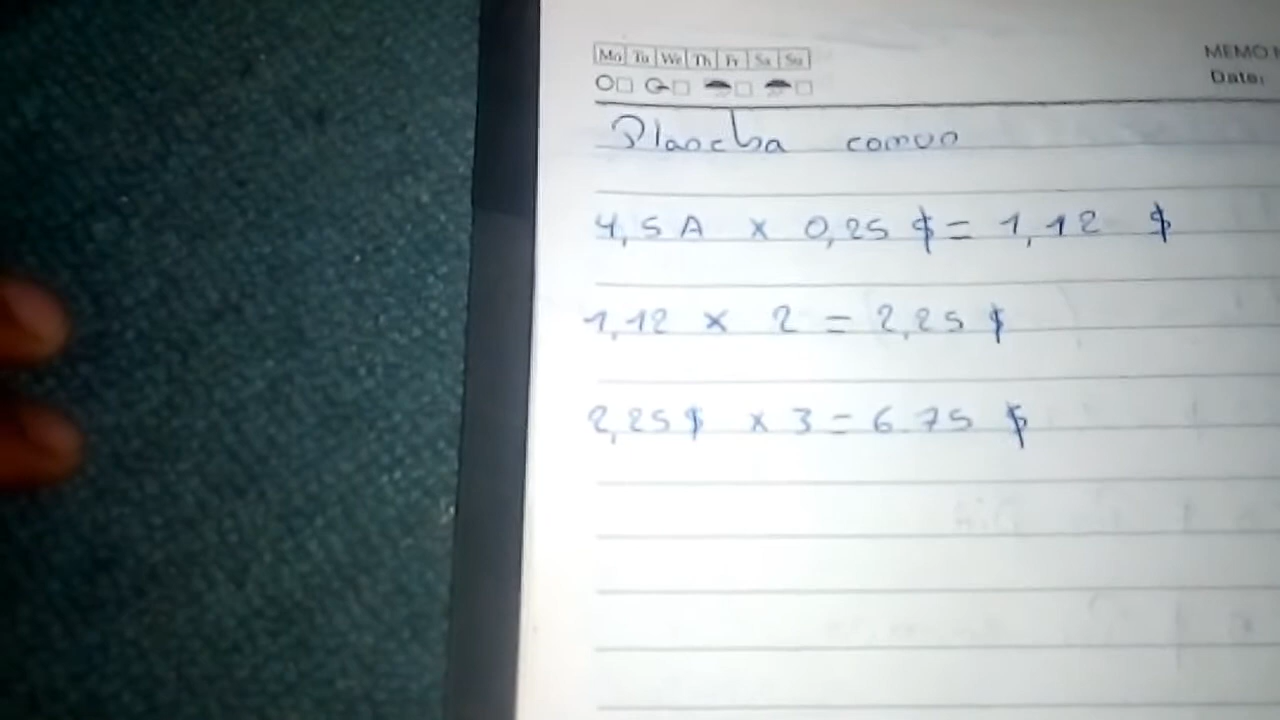 Mo Tu We Th Fr Sa Su
MEMO
Date:
Plancha comun
4,5 A x 0,25 $ = 1,12 $
1,12 x 2 = 2,25 $
2,25 $ x 3 = 6.75 $